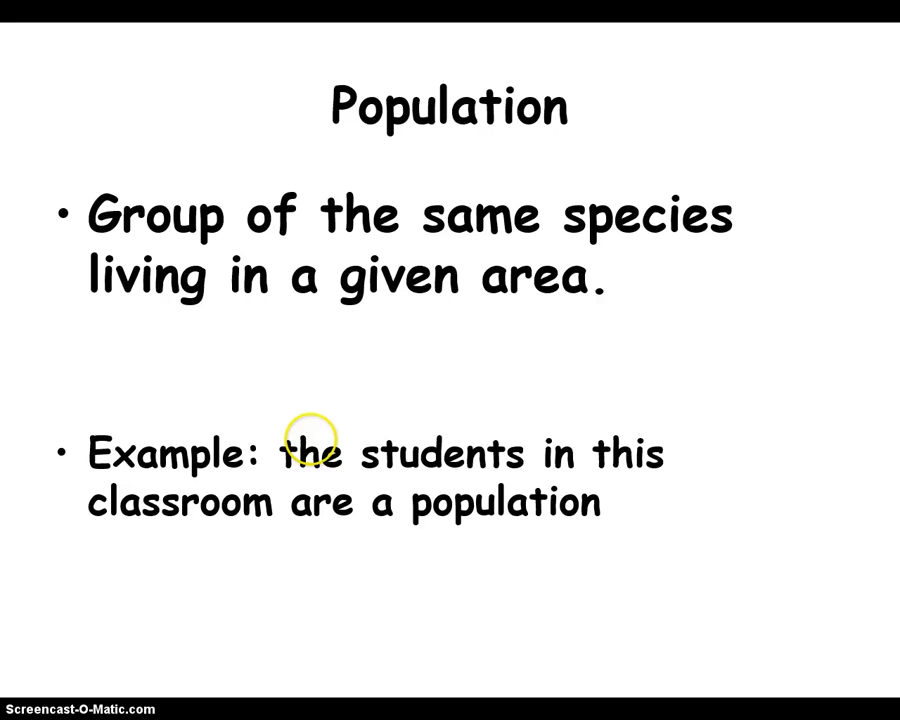 Population
• Group of the same species
living in a given area.
• Example: the students in this
classroom are a population
Screencast-O-Matic.com